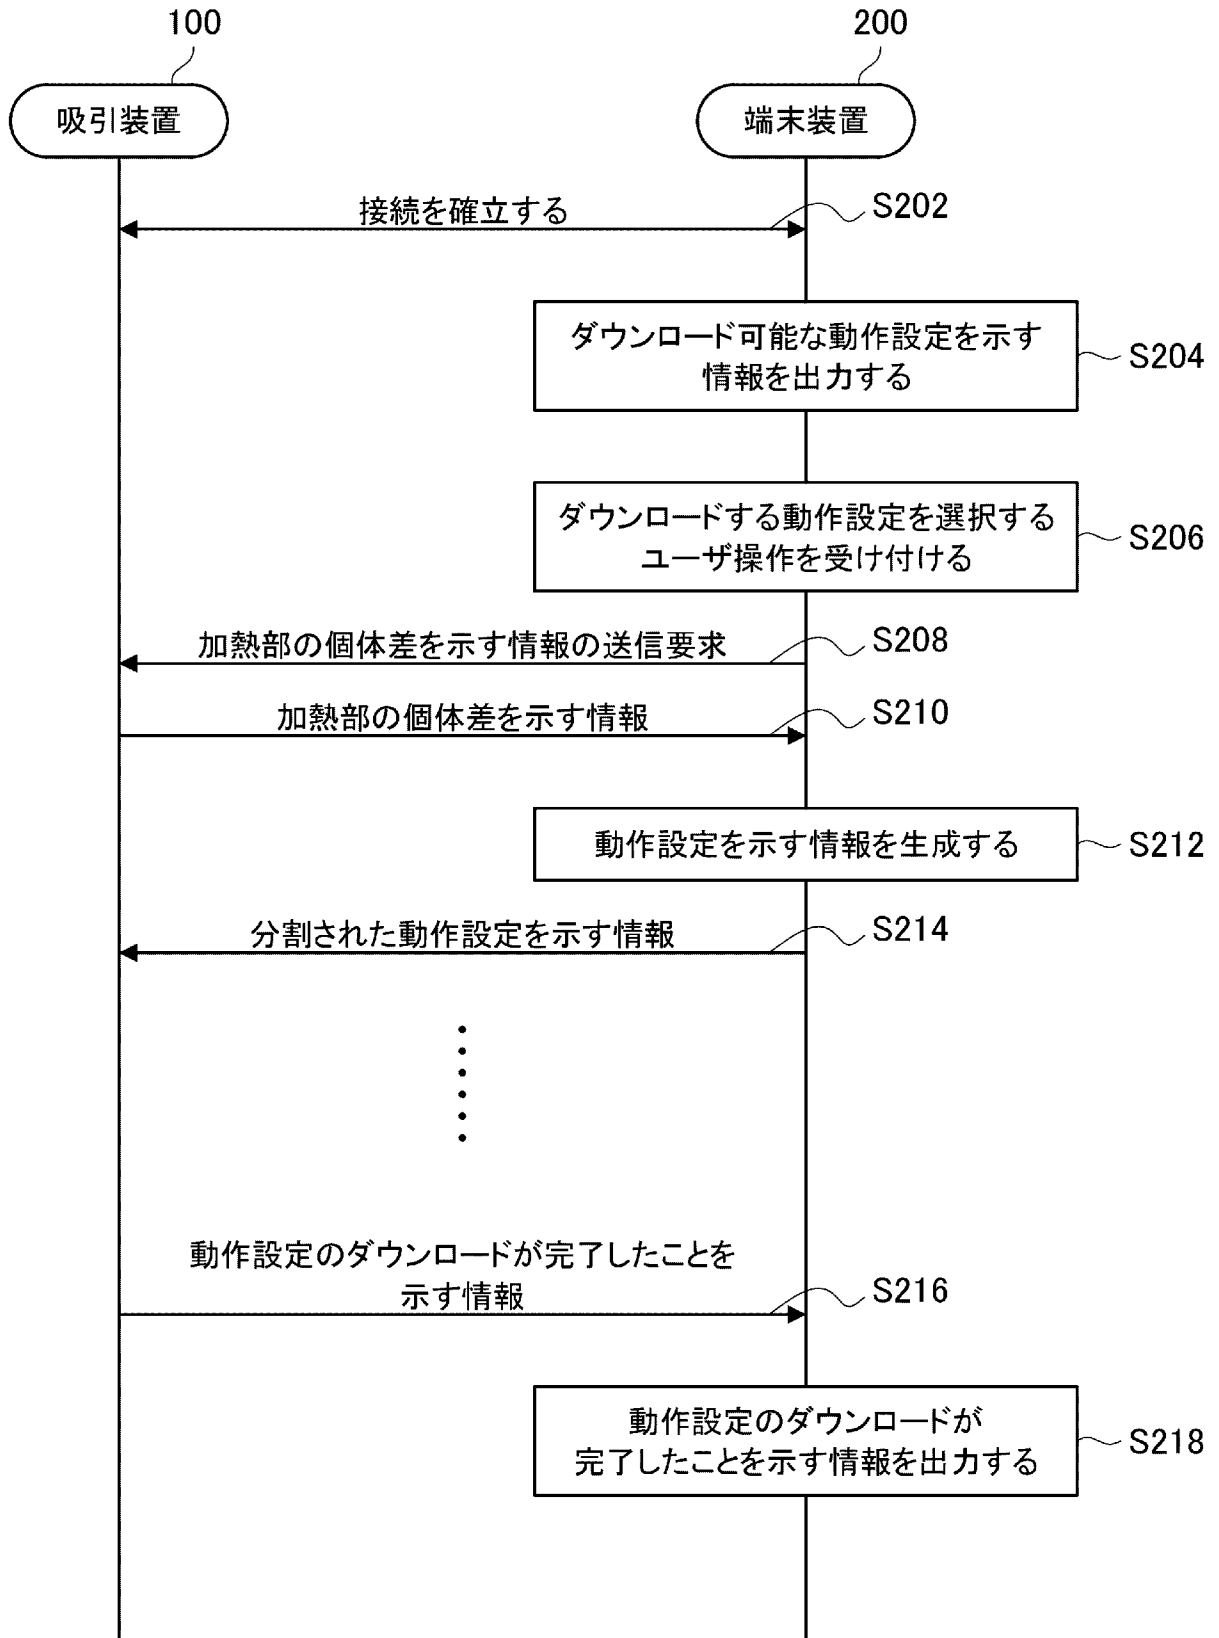 100
200
吸引装置
端末装置
接続を確立する
S202
ダウンロード可能な動作設定を示す
情報を出力する
S204
ダウンロードする動作設定を選択する
ユーザ操作を受け付ける
S206
加熱部の個体差を示す情報の送信要求
S208
加熱部の個体差を示す情報
S210
動作設定を示す情報を生成する
S212
分割された動作設定を示す情報
S214
動作設定のダウンロードが完了したことを
示す情報
S216
動作設定のダウンロードが
完了したことを示す情報を出力する
S218